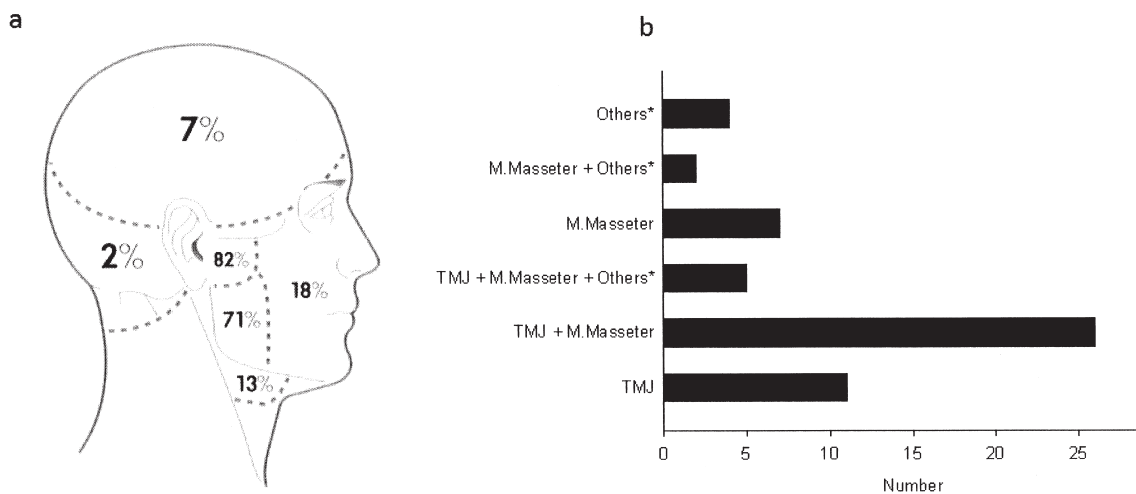 a
7%
2%
82%
18%
71%
13%
b
Others*
M.Masseter + Others*
M.Masseter
TMJ + M.Masseter + Others*
TMJ + M.Masseter
TMJ
0 5 10 15 20 25
Number